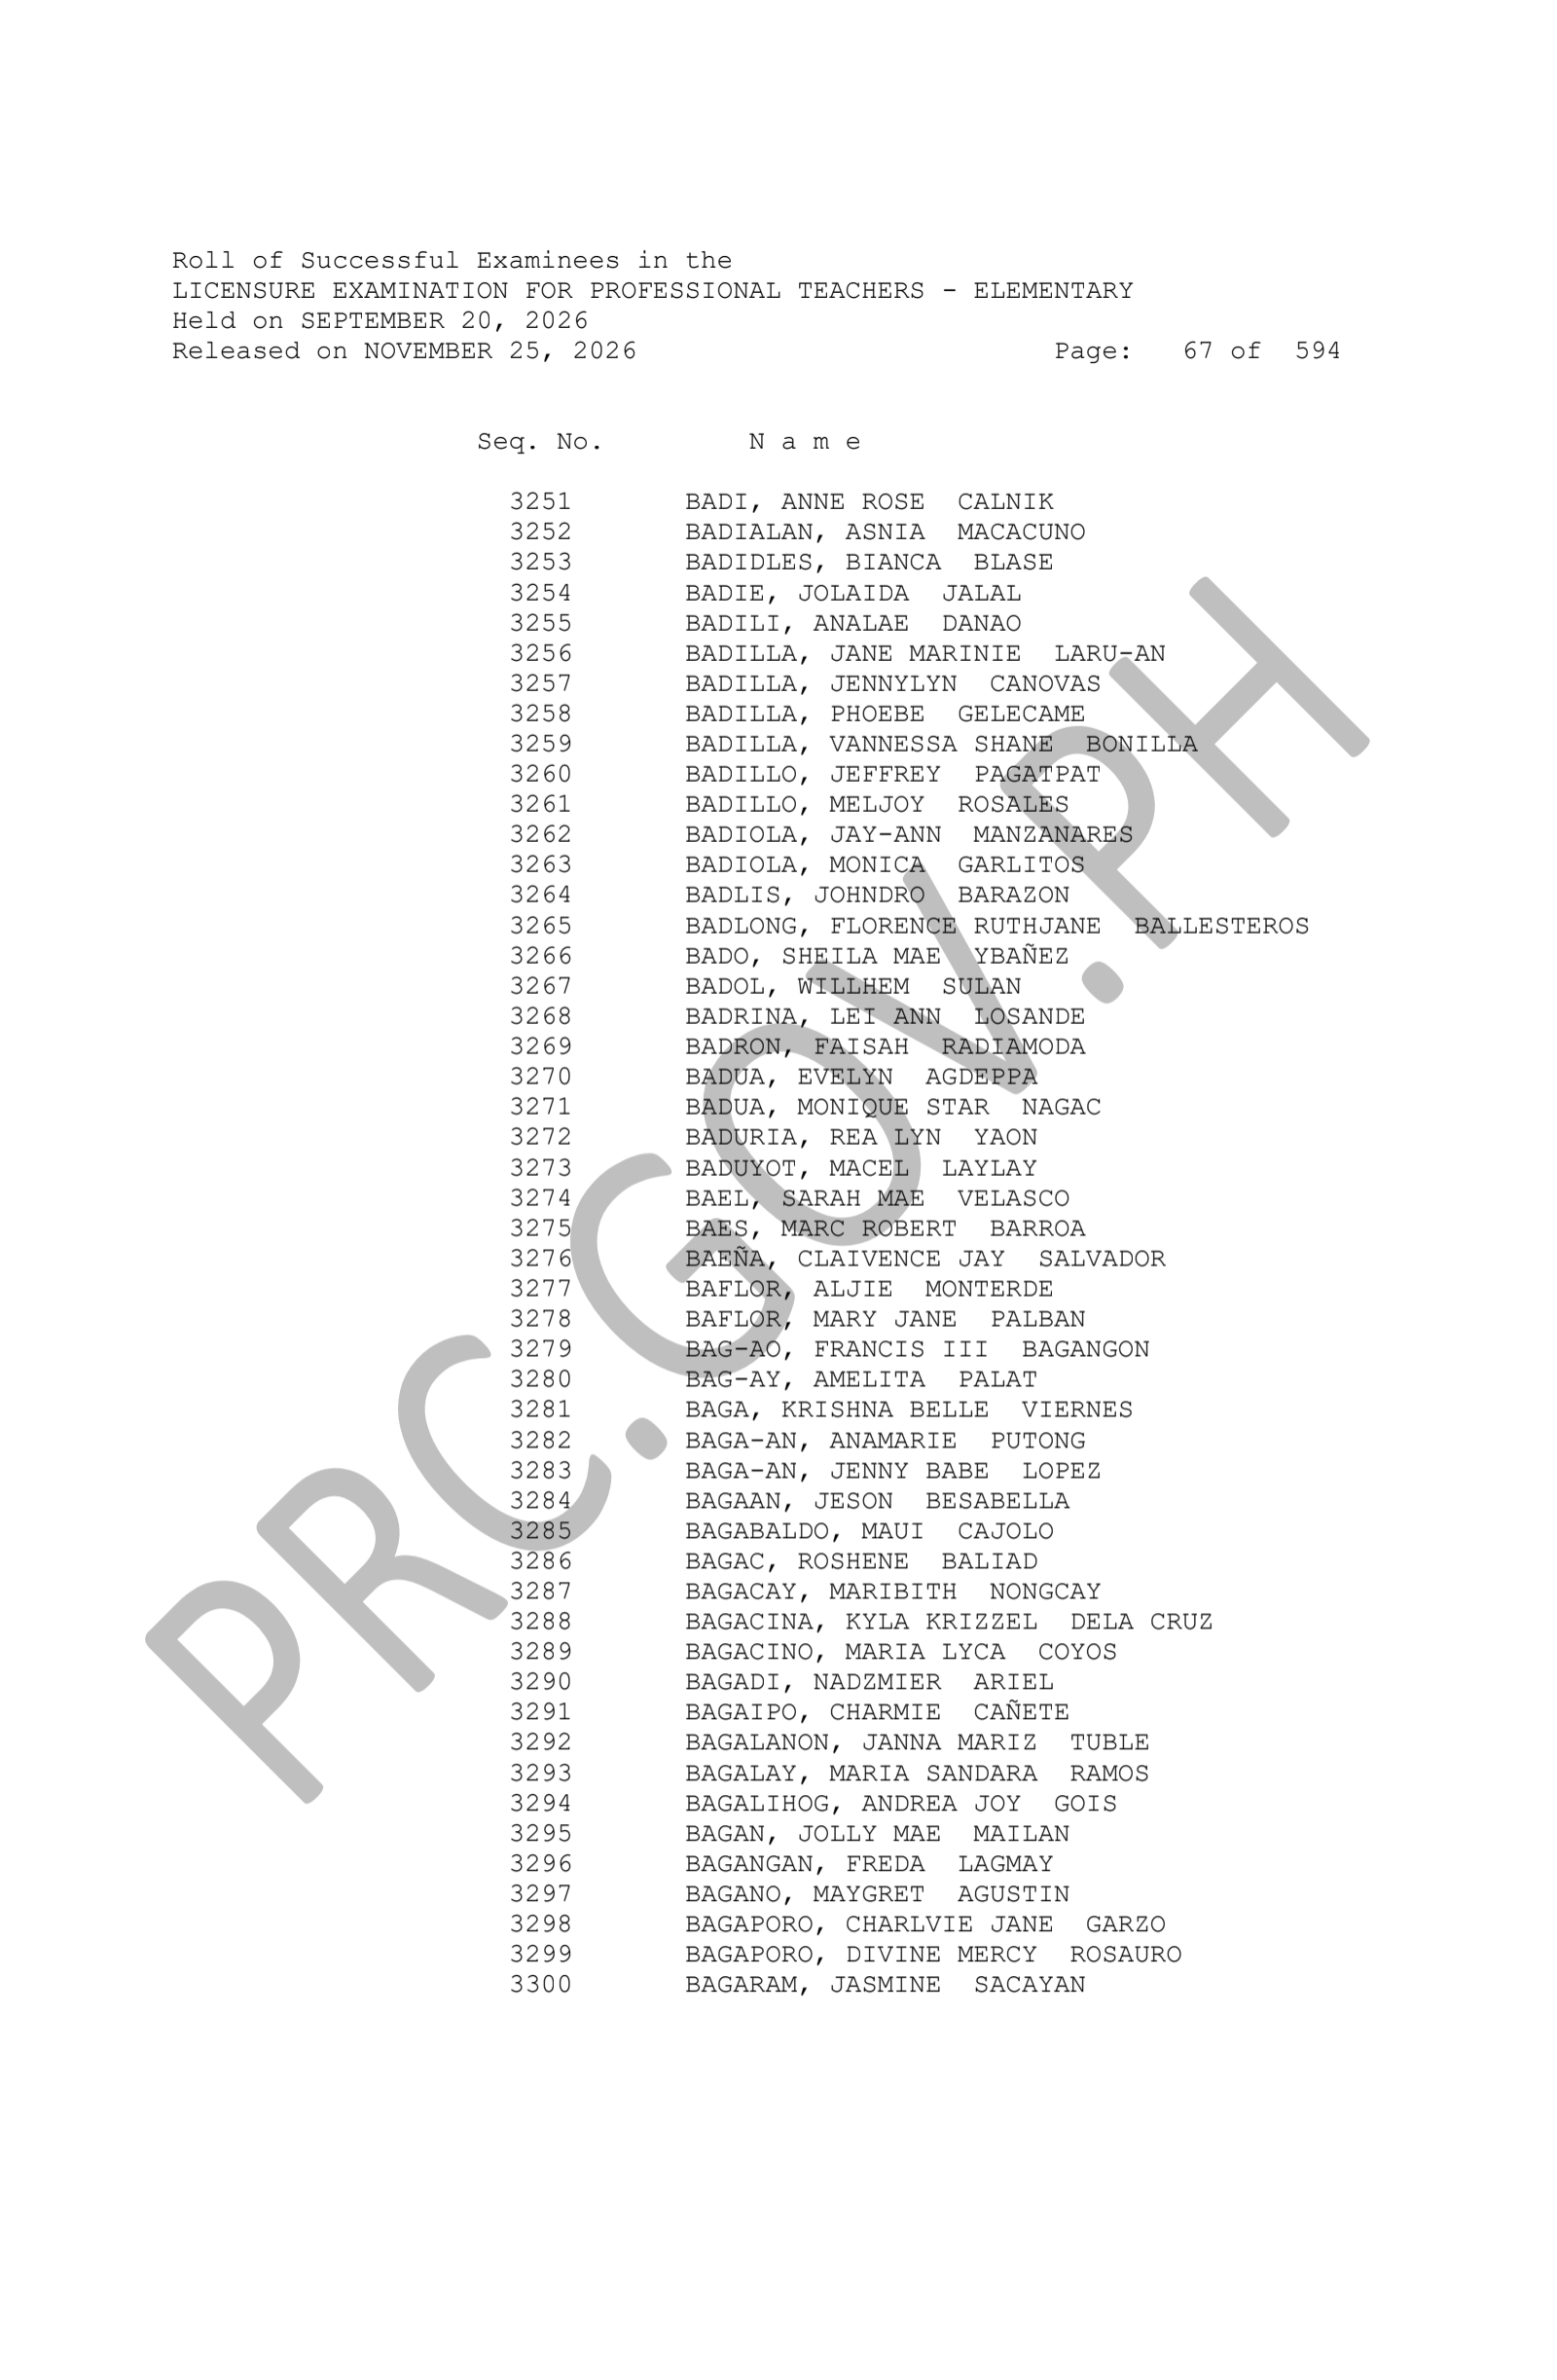 Roll of Successful Examinees in the
LICENSURE EXAMINATION FOR PROFESSIONAL TEACHERS - ELEMENTARY
Held on SEPTEMBER 20, 2026
Released on NOVEMBER 25, 2026 Page: 67 of 594
Seq. No. N a m e
3251 BADI, ANNE ROSE CALNIK
3252 BADIALAN, ASNIA MACACUNO
3253 BADIDLES, BIANCA BLASE
3254 BADIE, JOLAIDA JALAL
3255 BADILI, ANALAE DANAO
3256 BADILLA, JANE MARINIE LARU-AN
3257 BADILLA, JENNYLYN CANOVAS
3258 BADILLA, PHOEBE GELECAME
3259 BADILLA, VANNESSA SHANE BONILLA
3260 BADILLO, JEFFREY PAGATPAT
3261 BADILLO, MELJOY ROSALES
3262 BADIOLA, JAY-ANN MANZANARES
3263 BADIOLA, MONICA GARLITOS
3264 BADLIS, JOHNDRO BARAZON
3265 BADLONG, FLORENCE RUTHJANE BALLESTEROS
3266 BADO, SHEILA MAE YBAÑEZ
3267 BADOL, WILLHEM SULAN
3268 BADRINA, LEI ANN LOSANDE
3269 BADRON, FAISAH RADIAMODA
3270 BADUA, EVELYN AGDEPPA
3271 BADUA, MONIQUE STAR NAGAC
3272 BADURIA, REA LYN YAON
3273 BADUYOT, MACEL LAYLAY
3274 BAEL, SARAH MAE VELASCO
3275 BAES, MARC ROBERT BARROA
3276 BAEÑA, CLAIVENCE JAY SALVADOR
3277 BAFLOR, ALJIE MONTERDE
3278 BAFLOR, MARY JANE PALBAN
3279 BAG-AO, FRANCIS III BAGANGON
3280 BAG-AY, AMELITA PALAT
3281 BAGA, KRISHNA BELLE VIERNES
3282 BAGA-AN, ANAMARIE PUTONG
3283 BAGA-AN, JENNY BABE LOPEZ
3284 BAGAAN, JESON BESABELLA
3285 BAGABALDO, MAUI CAJOLO
3286 BAGAC, ROSHENE BALIAD
3287 BAGACAY, MARIBITH NONGCAY
3288 BAGACINA, KYLA KRIZZEL DELA CRUZ
3289 BAGACINO, MARIA LYCA COYOS
3290 BAGADI, NADZMIER ARIEL
3291 BAGAIPO, CHARMIE CAÑETE
3292 BAGALANON, JANNA MARIZ TUBLE
3293 BAGALAY, MARIA SANDARA RAMOS
3294 BAGALIHOG, ANDREA JOY GOIS
3295 BAGAN, JOLLY MAE MAILAN
3296 BAGANGAN, FREDA LAGMAY
3297 BAGANO, MAYGRET AGUSTIN
3298 BAGAPORO, CHARLVIE JANE GARZO
3299 BAGAPORO, DIVINE MERCY ROSAURO
3300 BAGARAM, JASMINE SACAYAN
PRC.GOV.PH